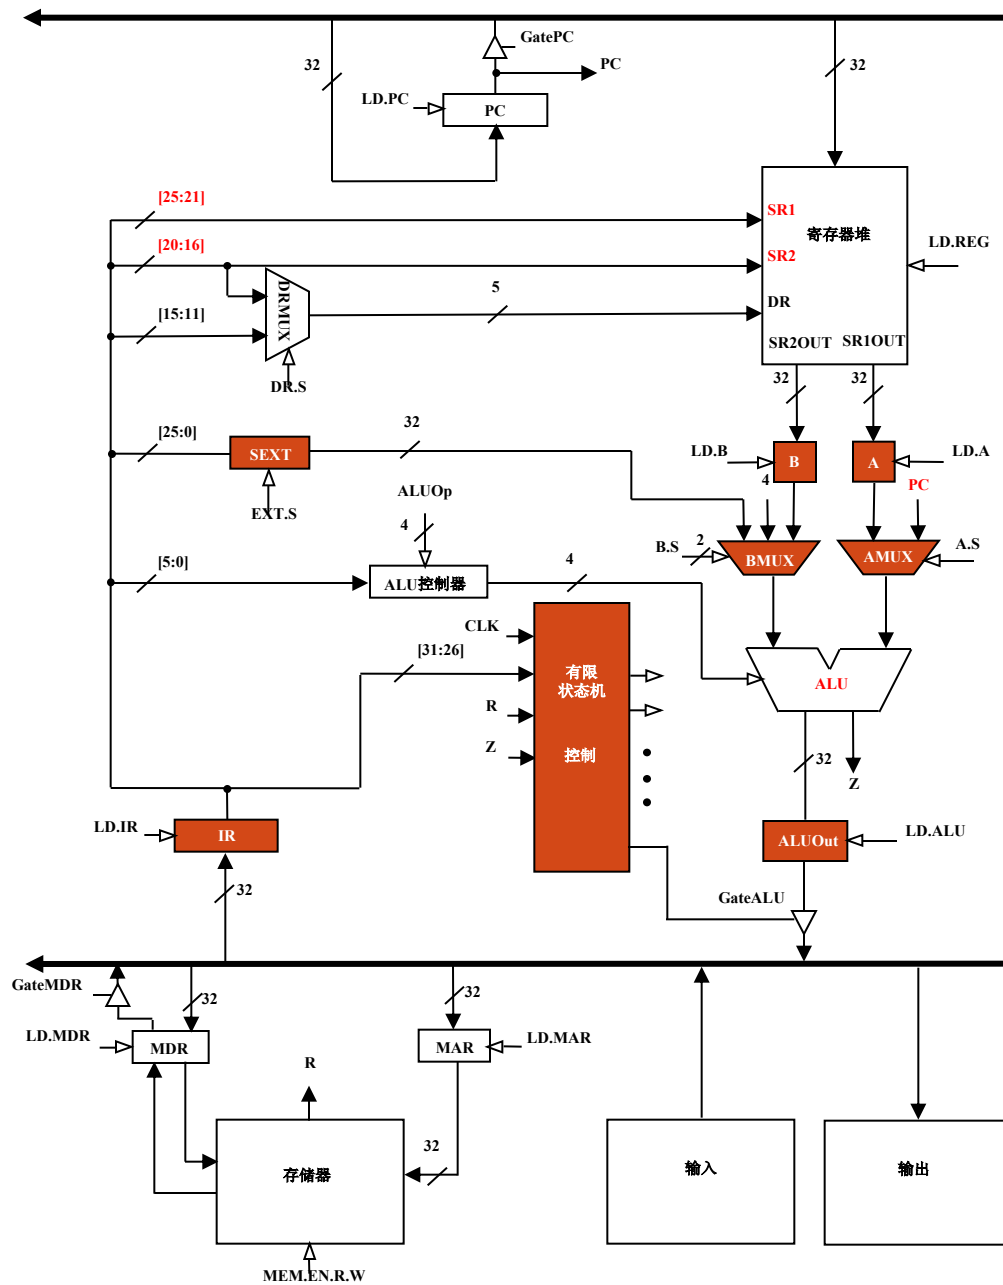 GatePC
32
PC
32
LD.PC
PC
[25:21]
SR1
寄存器堆
[20:16]
SR2
LD.REG
DRMUX
5
DR
[15:11]
SR2OUT
SR1OUT
DR.S
32
32
[25:0]
32
SEXT
LD.B
B
A
LD.A
4
PC
EXT.S
ALUOp
4
B.S
2
BMUX
AMUX
A.S
[5:0]
ALU控制器
4
CLK
[31:26]
有限
状态机
ALU
R
Z
控制
32
Z
LD.IR
IR
ALUOut
LD.ALU
32
GateALU
GateMDR
32
32
LD.MDR
MDR
MAR
LD.MAR
R
32
存储器
输入
输出
MEM.EN.R.W